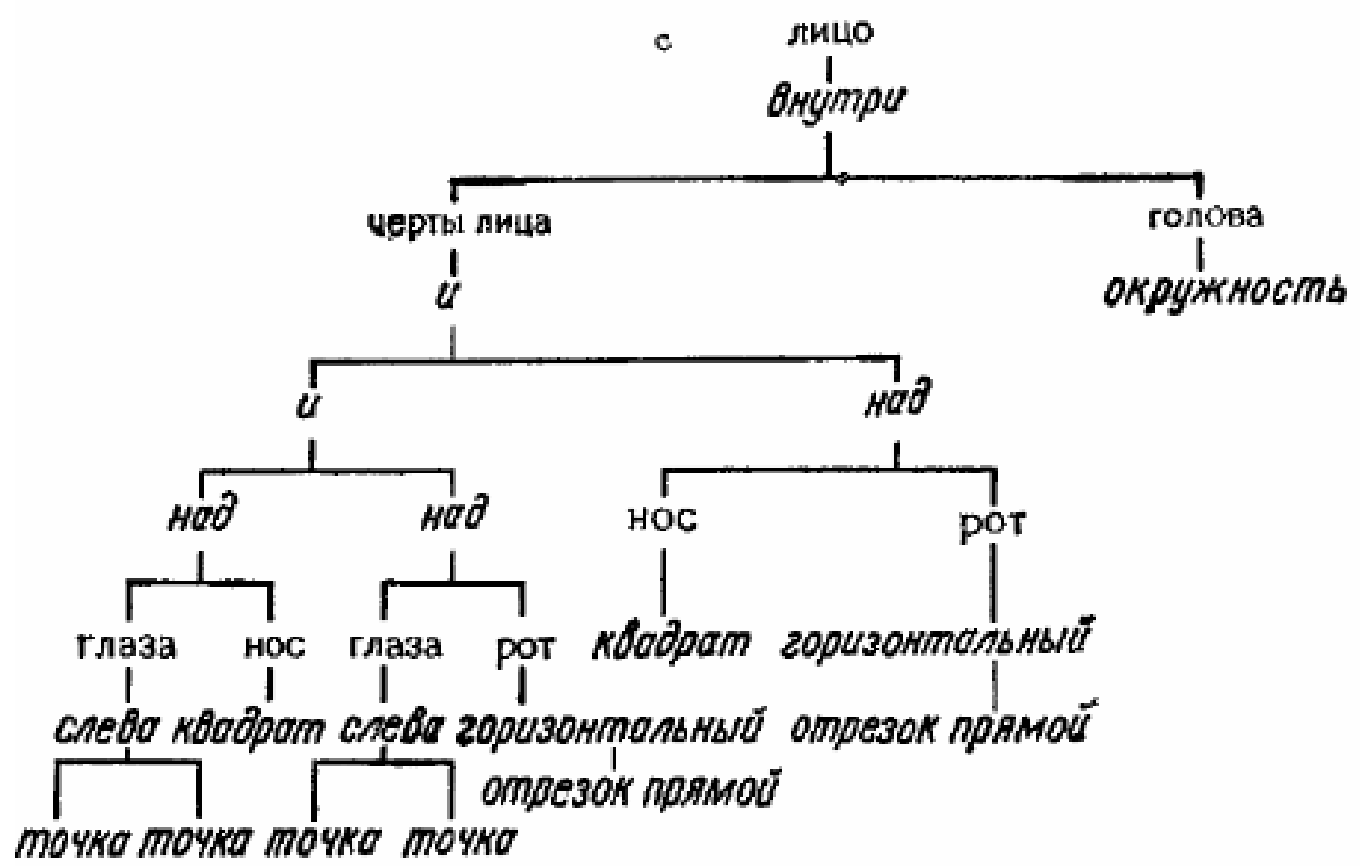 с лицо
внутри
черты лица голова
и окружность
и над
над над нос рот
глаза нос глаза рот квадрат горизонтальный
слева квадрат слева горизонтальный отрезок прямой
отрезок прямой
точка точка точка точка